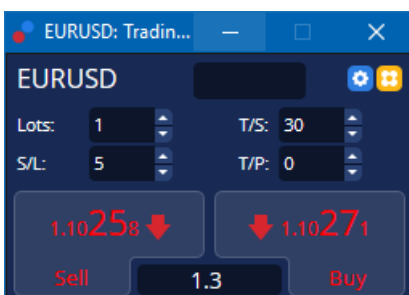 EURUSD: Tradin...
EURUSD
Lots: 1 T/S: 30
S/L: 5 T/P: 0
1.10258 1.10271
Sell 1.3 Buy